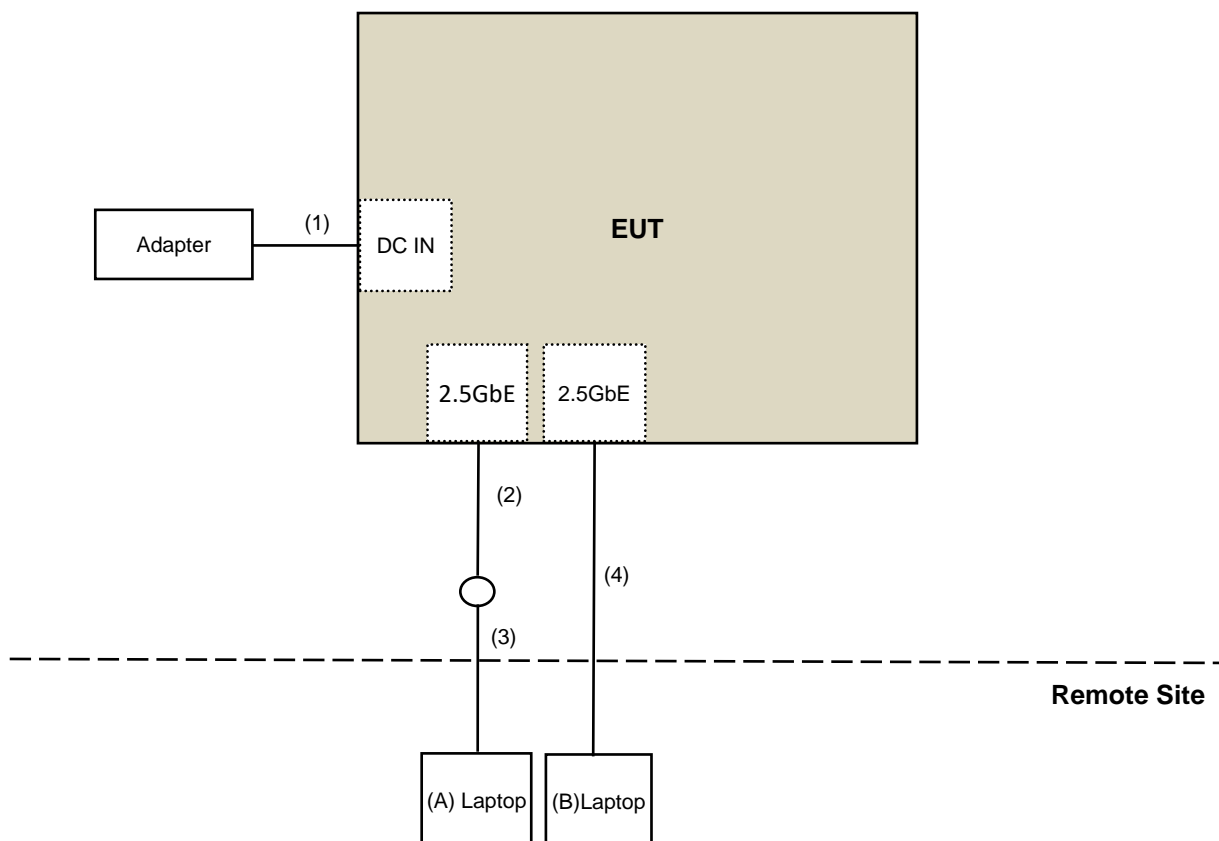 EUT
(1)
Adapter
DC IN
2.5GbE
2.5GbE
(2)
(4)
(3)
Remote Site
(A) Laptop
(B)Laptop